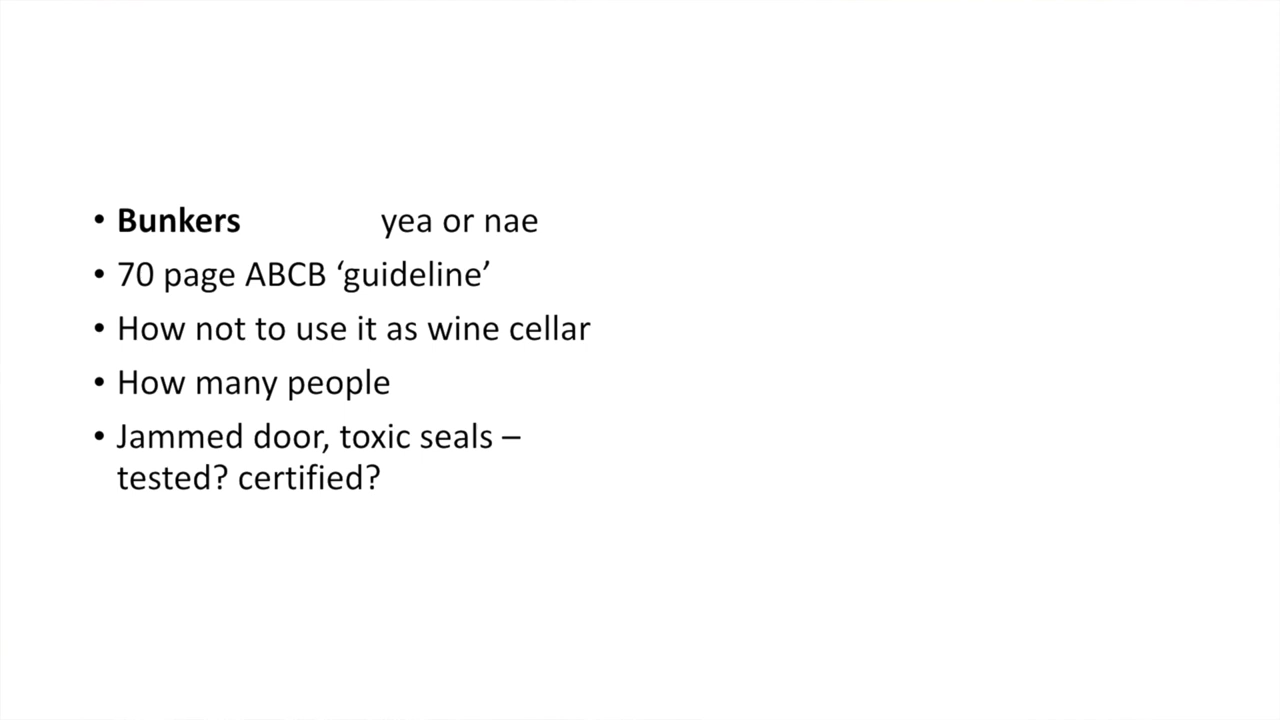 • Bunkers yea or nae
• 70 page ABCB ‘guideline’
• How not to use it as wine cellar
• How many people
• Jammed door, toxic seals –
tested? certified?